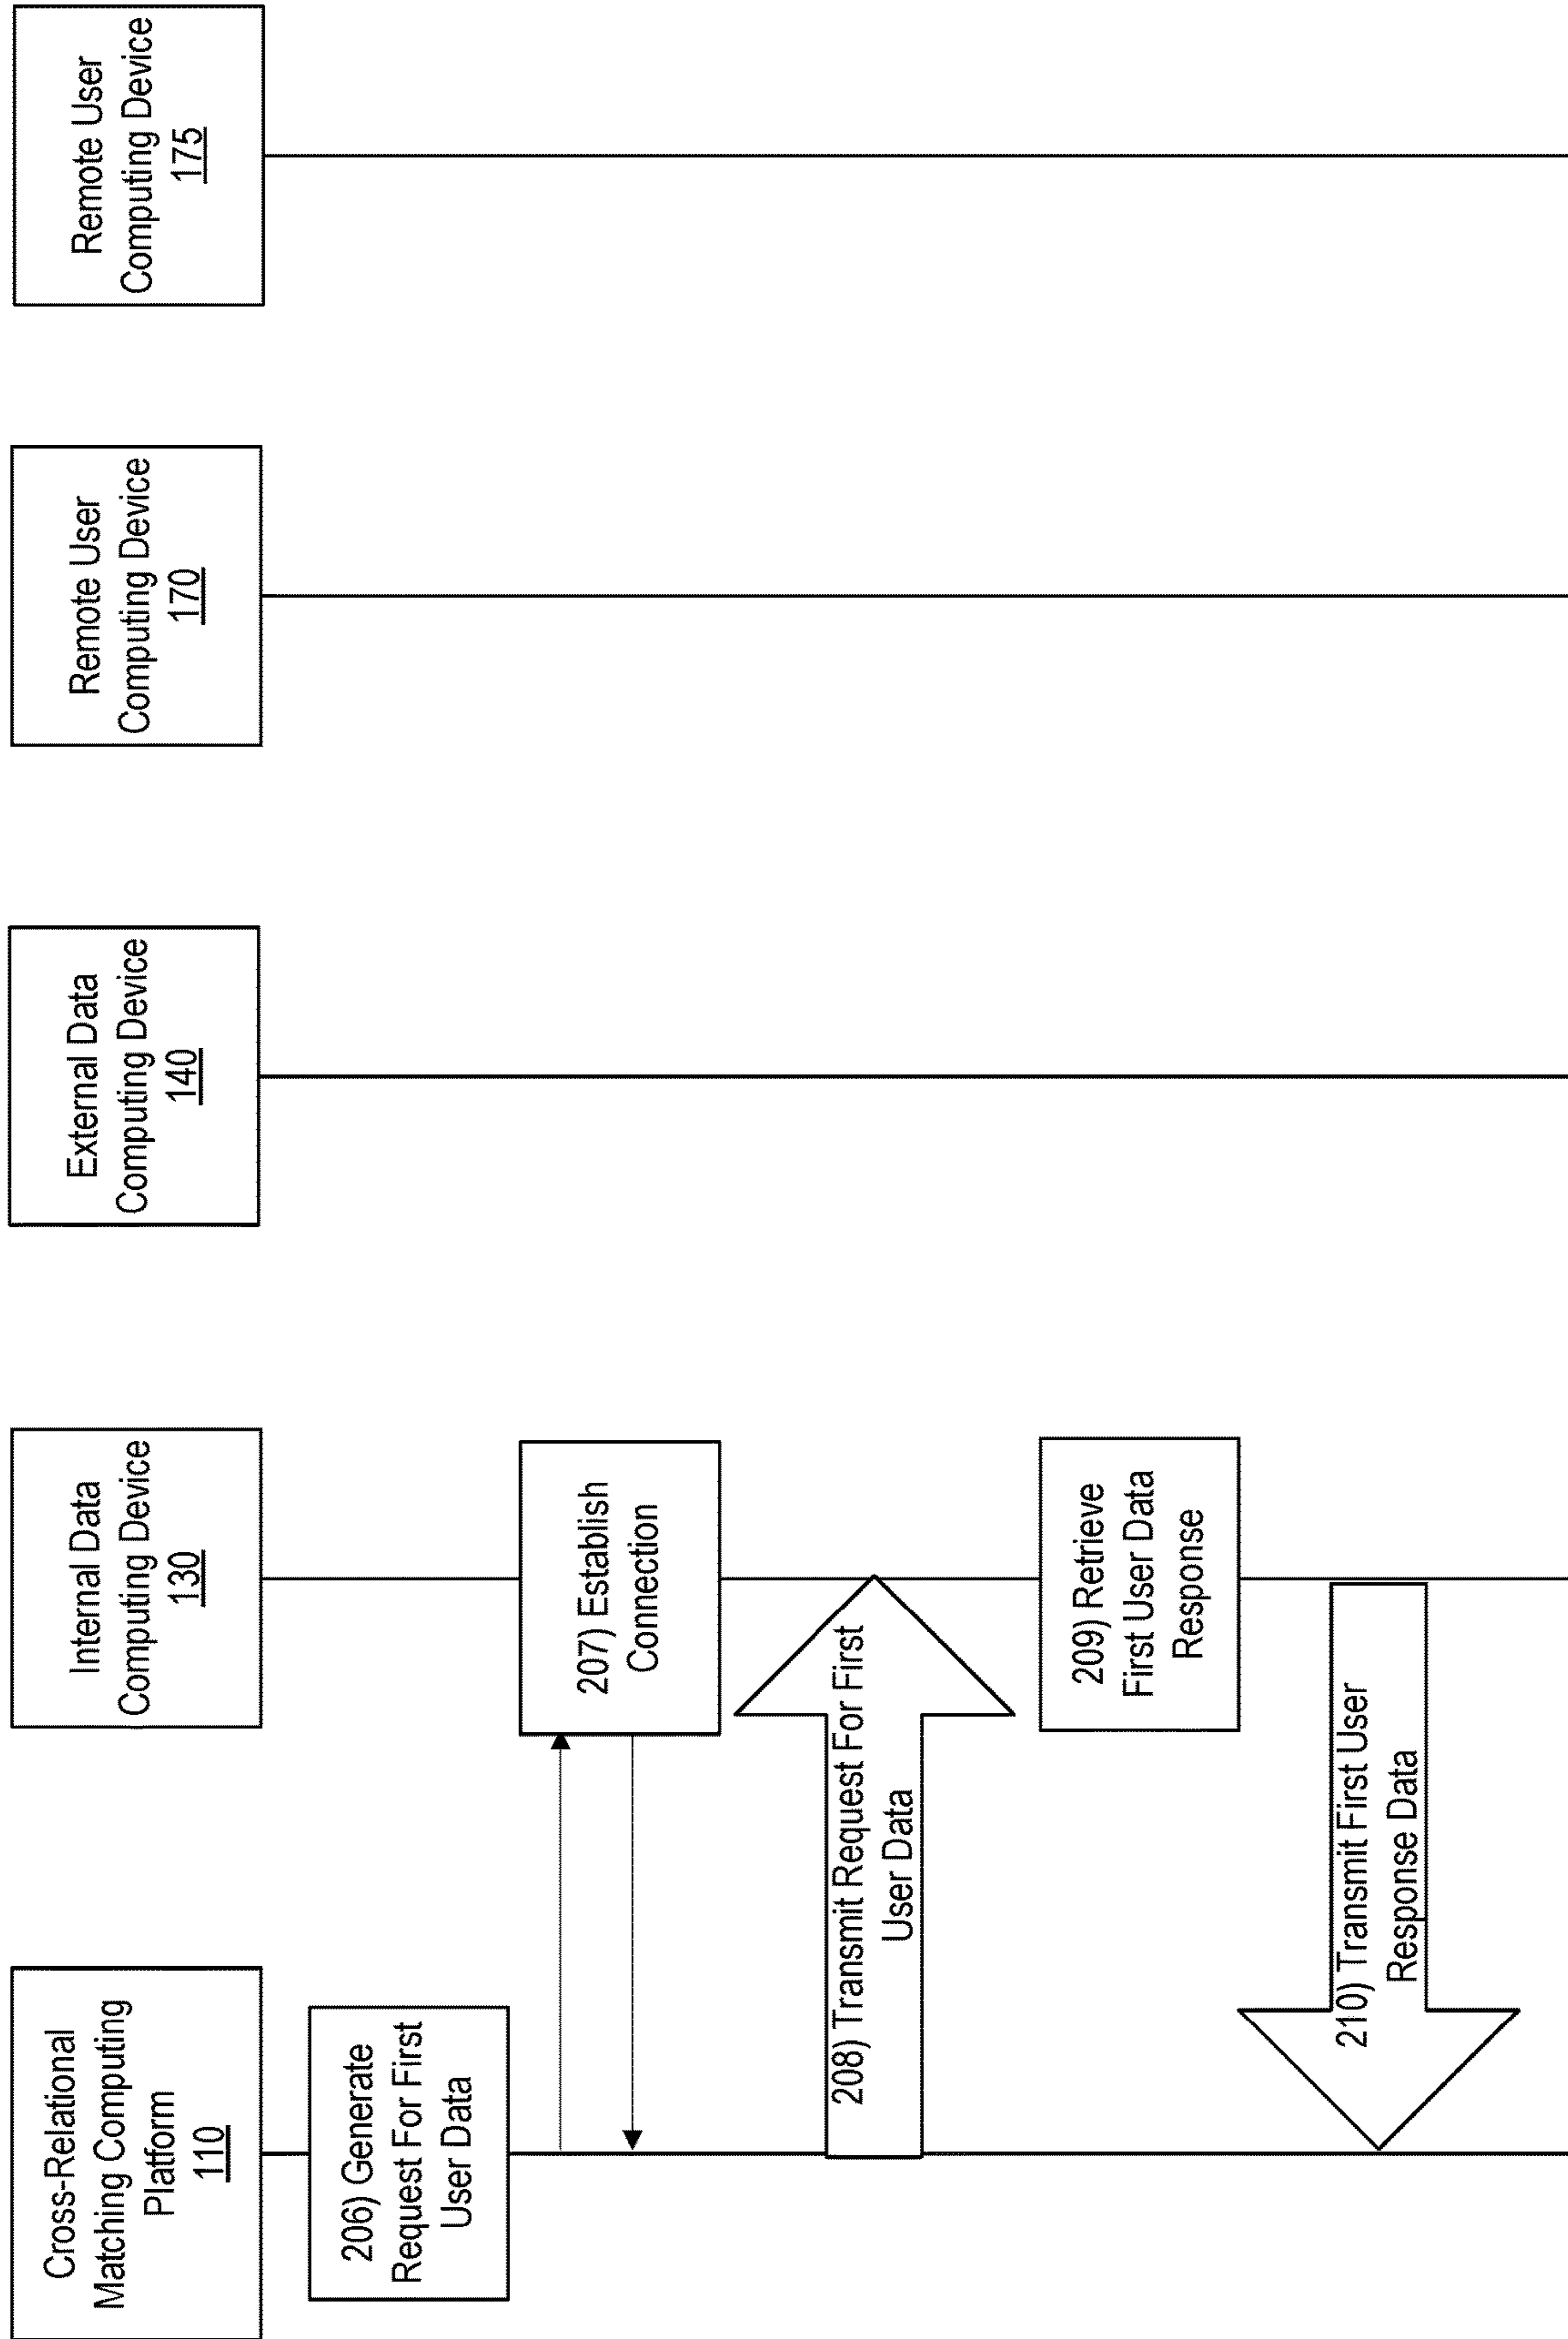 Cross-Relational
Matching Computing
Platform
110
Internal Data
Computing Device
130
External Data
Computing Device
140
Remote User
Computing Device
170
Remote User
Computing Device
175
206) Generate
Request For First
User Data
207) Establish
Connection
208) Transmit Request For First
User Data
209) Retrieve
First User Data
Response
210) Transmit First User
Response Data